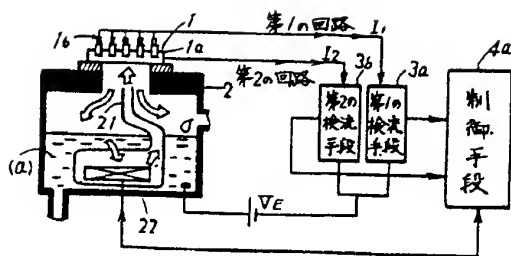 1b
1
1a
第1の回路
I1
I2
第2の回路
2
3b
3a
4a
第2の検流手段
第1の検流手段
制御手段
21
σ
(a)
22
VE